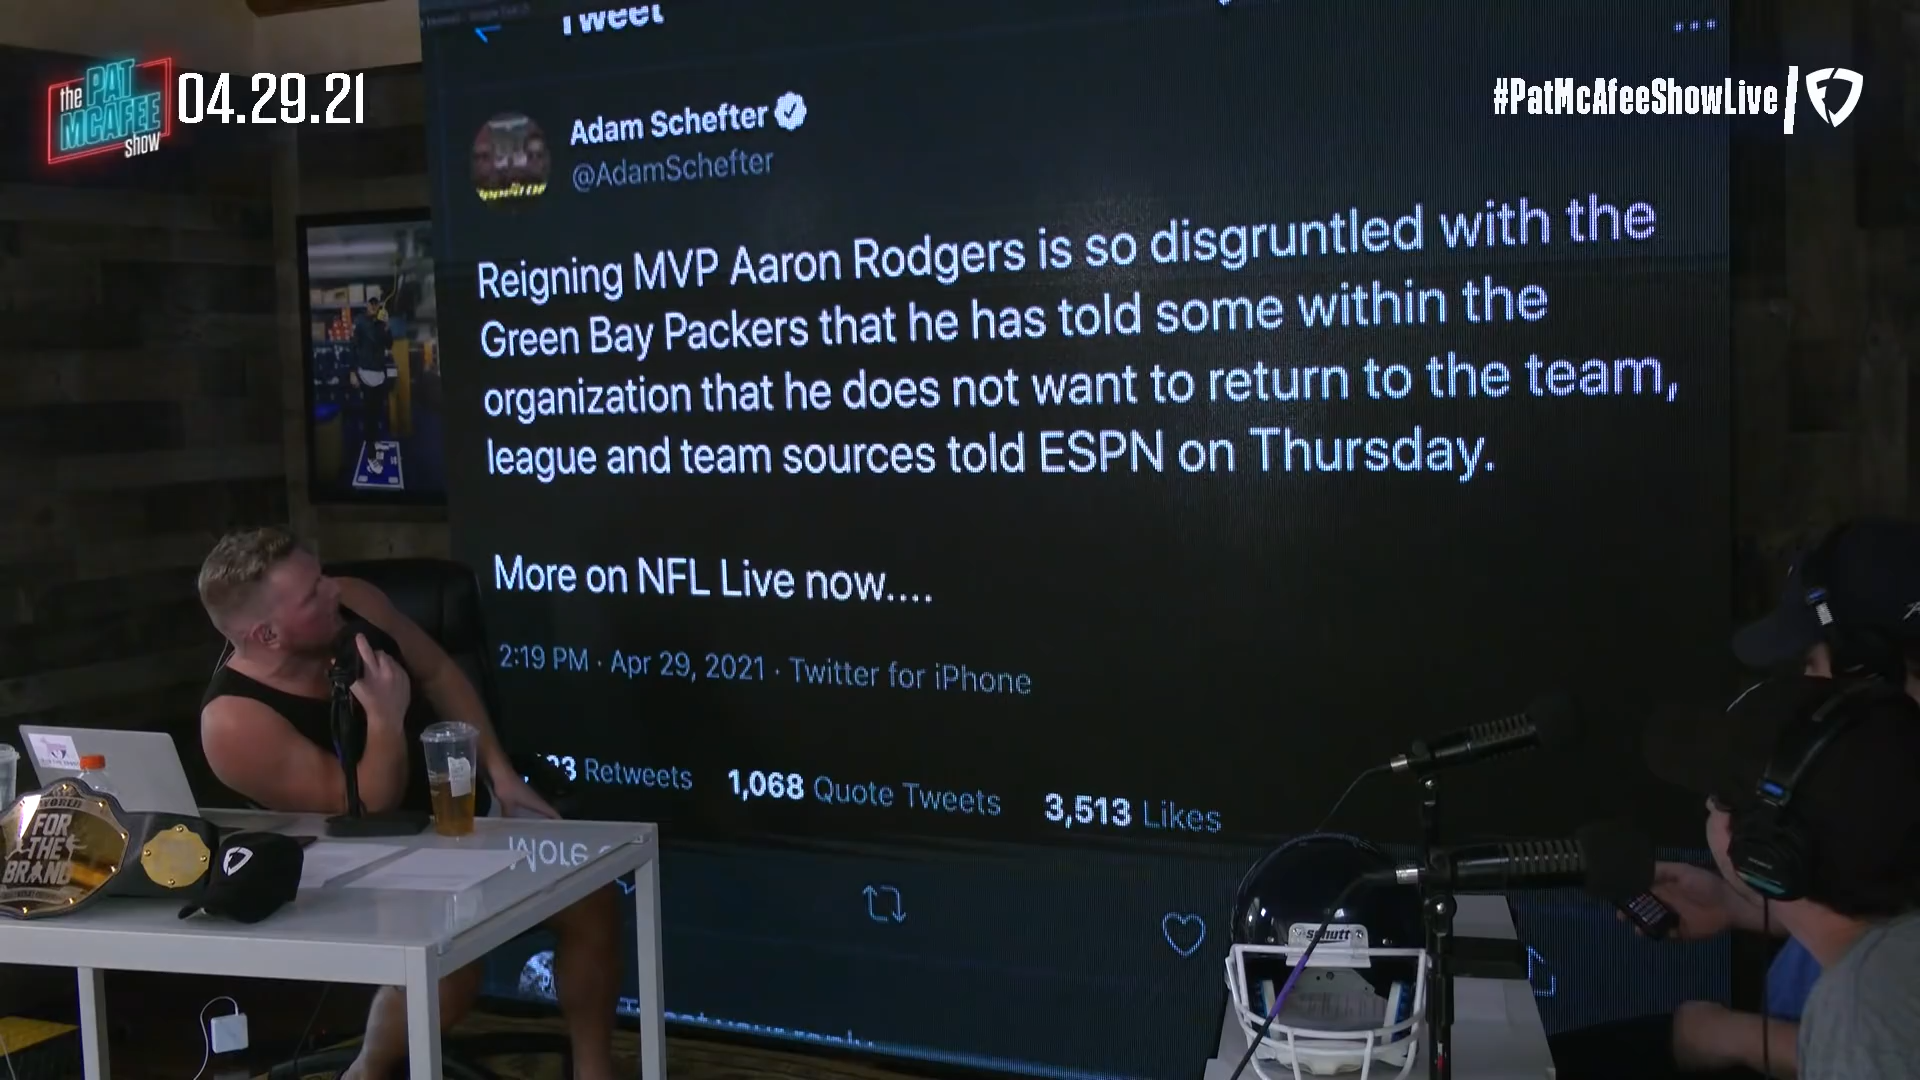 Tweet
the PAT MCAFEE show
04.29.21
#PatMcAfeeShowLive
Adam Schefter
@AdamSchefter
Reigning MVP Aaron Rodgers is so disgruntled with the
Green Bay Packers that he has told some within the
organization that he does not want to return to the team,
league and team sources told ESPN on Thursday.
More on NFL Live now....
2:19 PM · Apr 29, 2021 · Twitter for iPhone
Retweets 1,068 Quote Tweets 3,513 Likes
WORLD
FOR
THE
BRAND
schutt